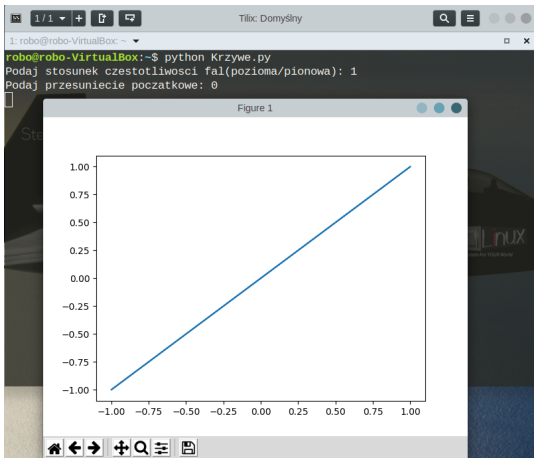 1 / 1
Tilix: Domyślny
1: robo@robo-VirtualBox: ~
robo@robo-VirtualBox:~$ python Krzywe.py
Podaj stosunek czestotliwosci fal(pozioma/pionowa): 1
Podaj przesuniecie poczatkowe: 0
Figure 1
Ste
1.00
0.75
0.50
0.25
0.00
−0.25
−0.50
−0.75
−1.00
−1.00 −0.75 −0.50 −0.25 0.00 0.25 0.50 0.75 1.00
Linux